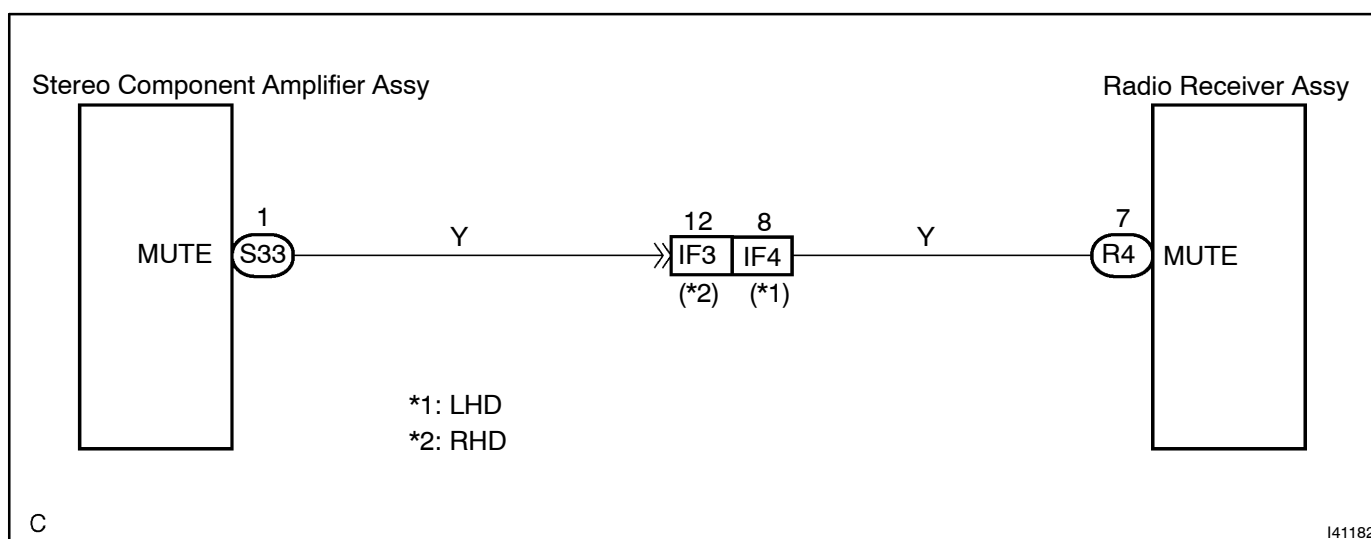 Stereo Component Amplifier Assy
Radio Receiver Assy
1
Y
12
8
Y
7
MUTE
S33
IF3
IF4
R4
MUTE
(*2)
(*1)
*1: LHD
*2: RHD
C
I41182